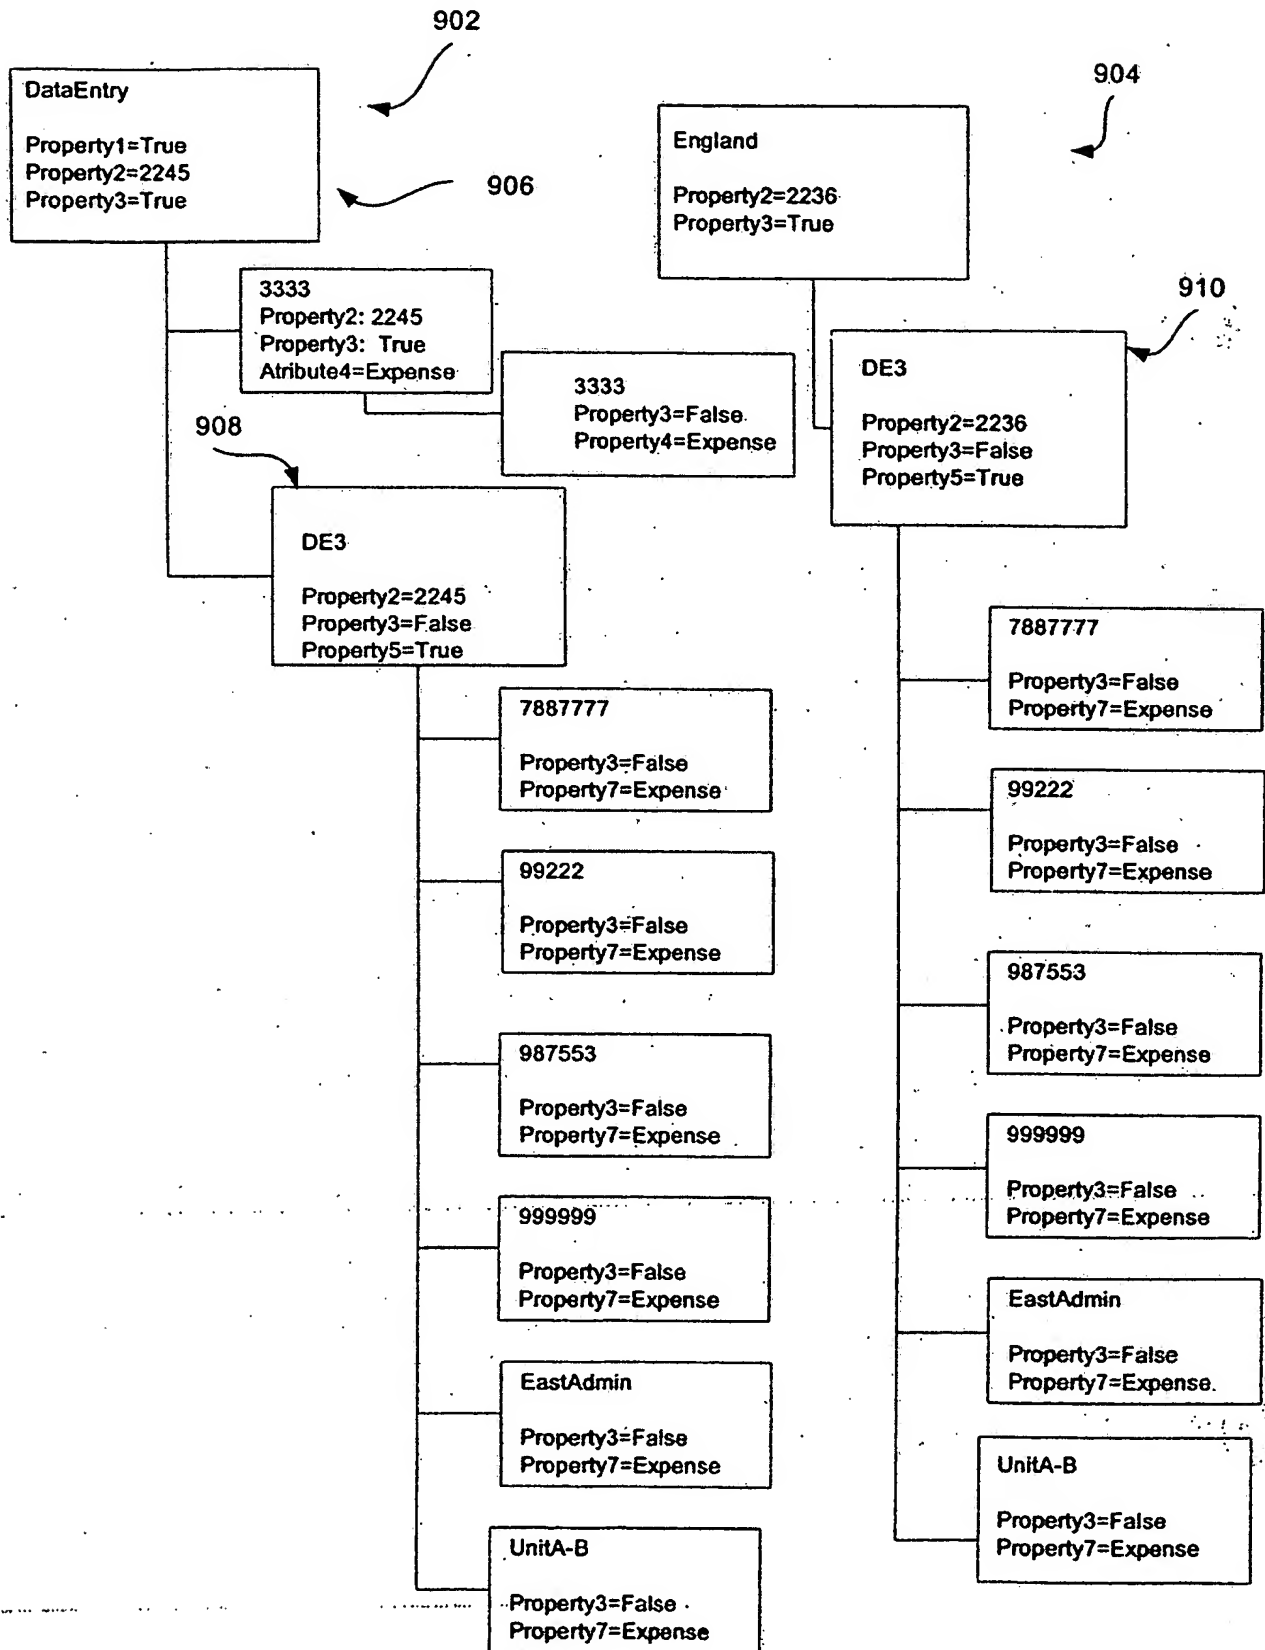 902
DataEntry
Property1=True
Property2=2245
Property3=True
906
904
England
Property2=2236
Property3=True
3333
Property2: 2245
Property3: True
Atribute4=Expense
3333
Property3=False
Property4=Expense
910
DE3
Property2=2236
Property3=False
Property5=True
908
DE3
Property2=2245
Property3=False
Property5=True
7887777
Property3=False
Property7=Expense
99222
Property3=False
Property7=Expense
987553
Property3=False
Property7=Expense
999999
Property3=False
Property7=Expense
EastAdmin
Property3=False
Property7=Expense
UnitA-B
Property3=False
Property7=Expense
7887777
Property3=False
Property7=Expense
99222
Property3=False
Property7=Expense
987553
Property3=False
Property7=Expense
999999
Property3=False
Property7=Expense
EastAdmin
Property3=False
Property7=Expense
UnitA-B
Property3=False
Property7=Expense